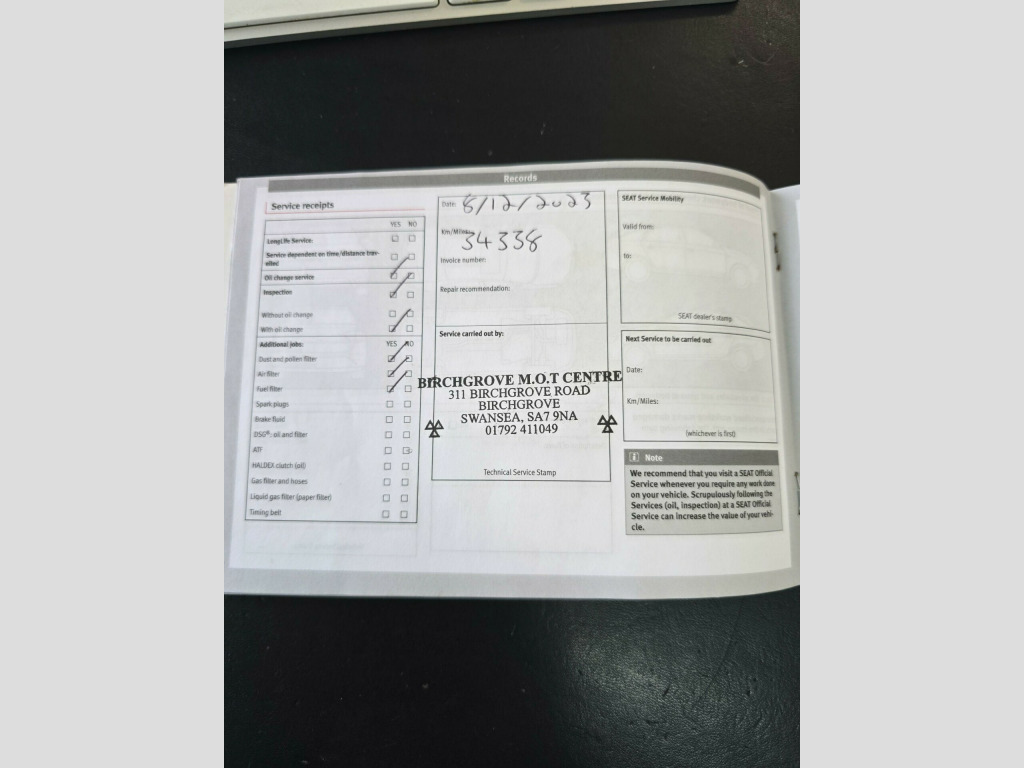 Records
Service receipts
YES NO
LongLife Service:
Service dependent on time/distance trav-
elled
Oil change service
Inspection
Without oil change
With oil change
Additional jobs: YES NO
Dust and pollen filter
Air filter
Fuel filter
Spark plugs
Brake fluid
DSG®: oil and filter
ATF
HALDEX clutch (oil)
Gas filter and hoses
Liquid gas filter (paper filter)
Timing belt
Date: 8/12/2023
Km/Miles:
34338
Invoice number:
Repair recommendation:
Service carried out by:
BIRCHGROVE M.O.T CENTRE
311 BIRCHGROVE ROAD
BIRCHGROVE
SWANSEA, SA7 9NA
01792 411049
Technical Service Stamp
SEAT Service Mobility
Valid from:
to:
SEAT dealer's stamp
Next Service to be carried out
Date:
Km/Miles:
(whichever is first)
i Note
We recommend that you visit a SEAT Official
Service whenever you require any work done
on your vehicle. Scrupulously following the
Services (oil, inspection) at a SEAT Official
Service can increase the value of your vehi-
cle.